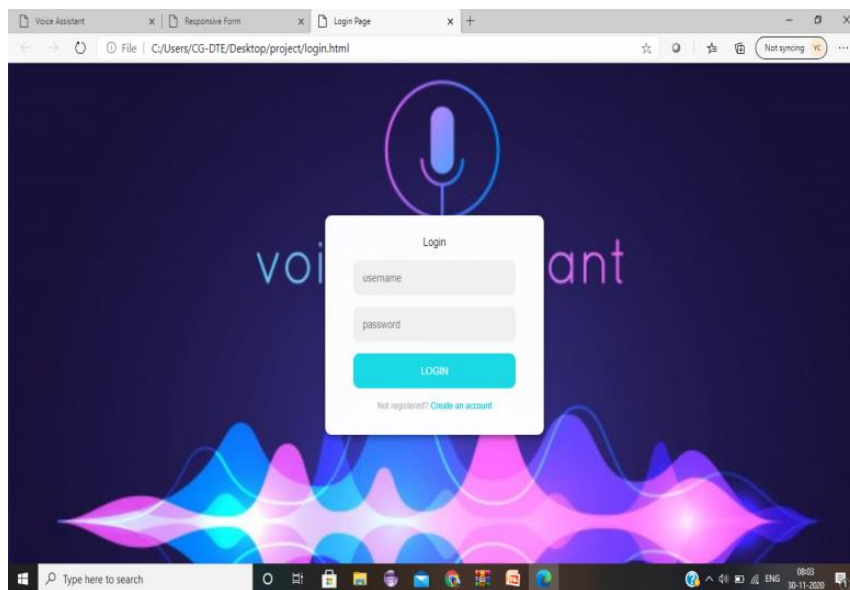 Voice Assistant
Responsive Form
Login Page
File
C:/Users/CG-DTE/Desktop/project/login.html
Not syncing YC
Login
voi ant
username
password
LOGIN
Not registered? Create an account
Type here to search
ENG
08:03
30-11-2020